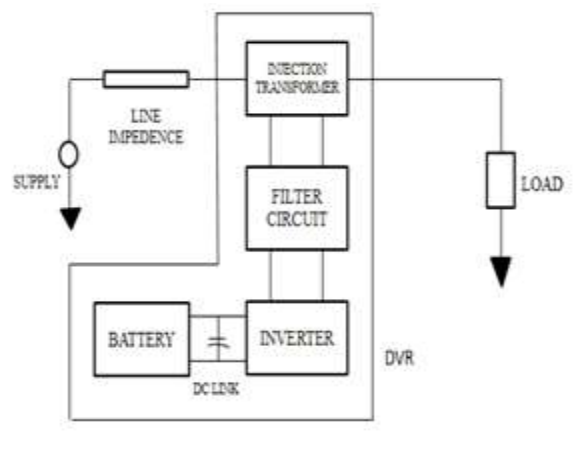 INJECTION
TRANSFORMER
LINE
IMPEDENCE
SUPPLY
FILTER
CIRCUIT
LOAD
BATTERY
INVERTER
DC LINK
DVR